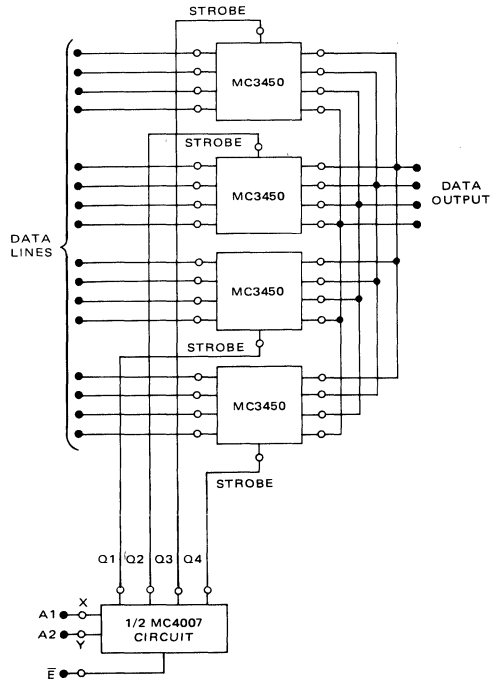 STROBE
MC3450
STROBE
MC3450
DATA
OUTPUT
DATA
LINES
MC3450
STROBE
MC3450
STROBE
Q1 Q2 Q3 Q4
X
A1
A2
Y
1/2 MC4007
CIRCUIT
E̅